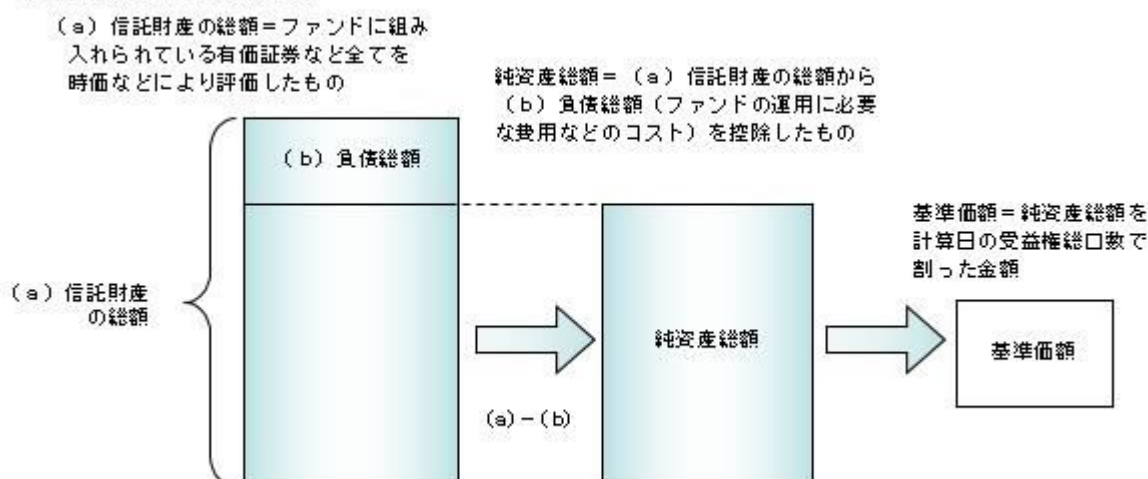 (a)信託財産の総額=ファンドに組み
入れられている有価証券など全てを
時価などにより評価したもの
純資産総額=(a)信託財産の総額から
(b)負債総額(ファンドの運用に必要
な費用などのコスト)を控除したもの
(b)負債総額
基準価額=純資産総額を
計算日の受益権総口数で
割った金額
(a)信託財産
の総額
純資産総額
基準価額
(a)-(b)